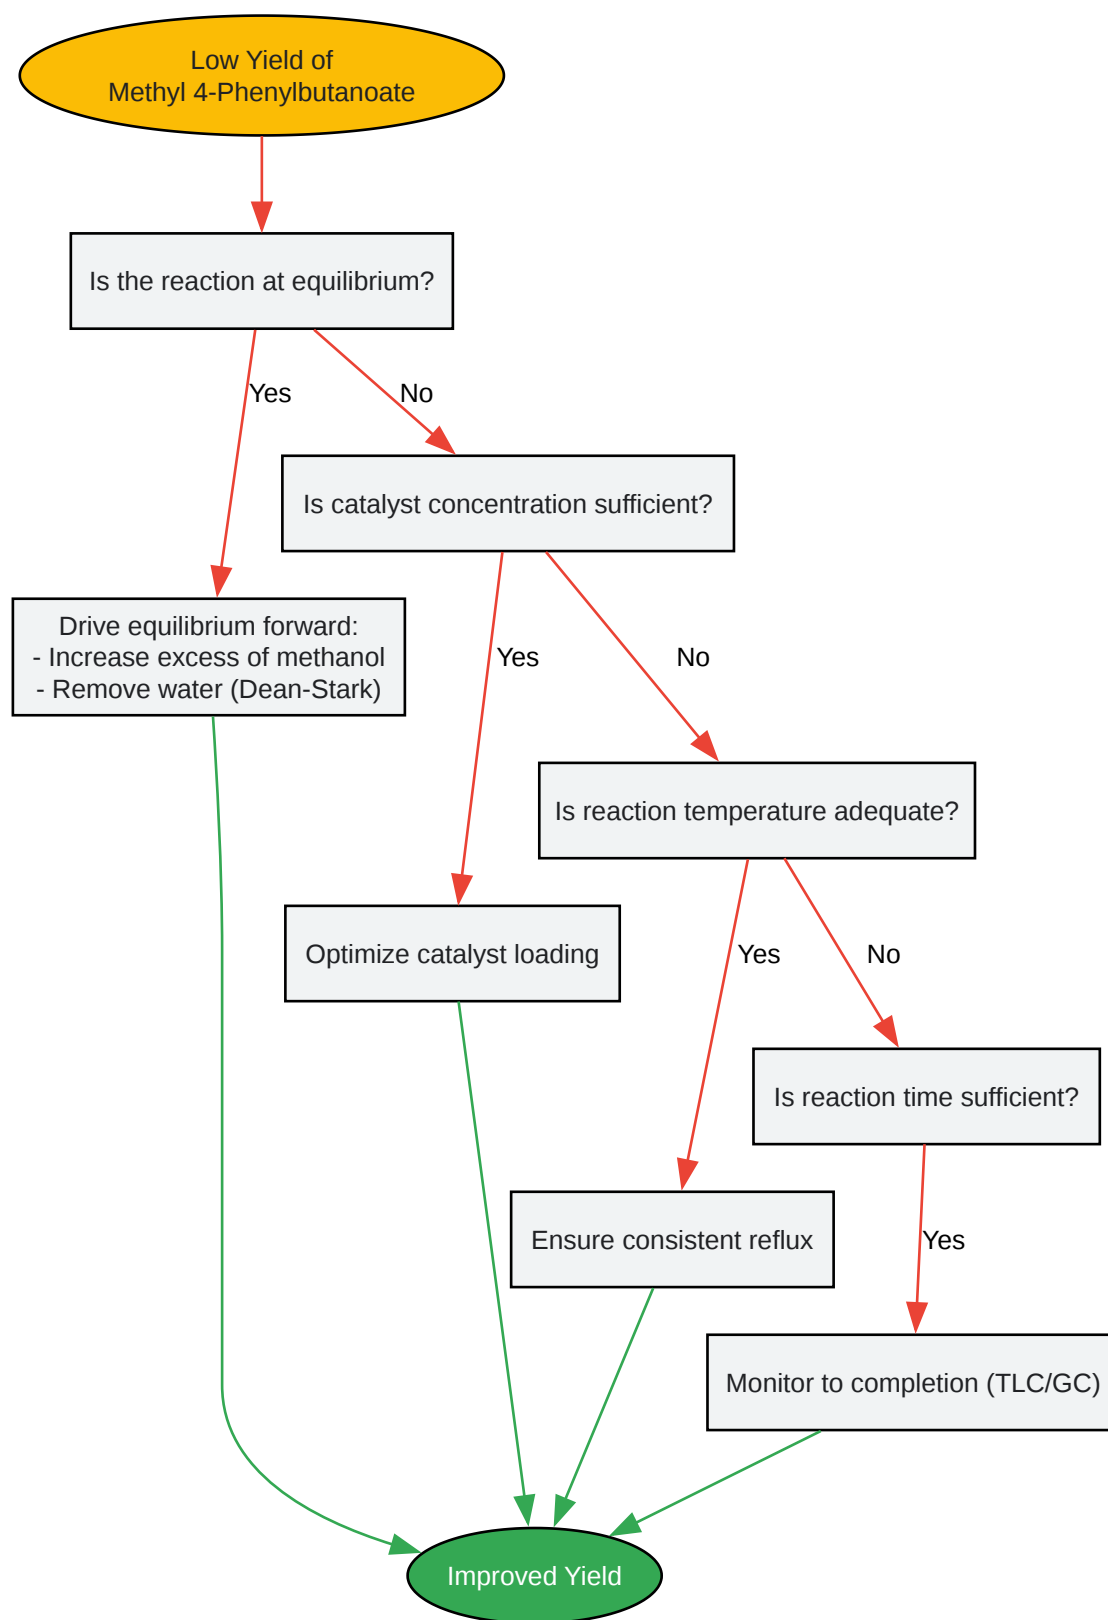 Low Yield of
Methyl 4-Phenylbutanoate
Is the reaction at equilibrium?
Yes
No
Is catalyst concentration sufficient?
Drive equilibrium forward:
- Increase excess of methanol
- Remove water (Dean-Stark)
Yes
No
Is reaction temperature adequate?
Optimize catalyst loading
Yes
No
Is reaction time sufficient?
Ensure consistent reflux
Yes
Monitor to completion (TLC/GC)
Improved Yield